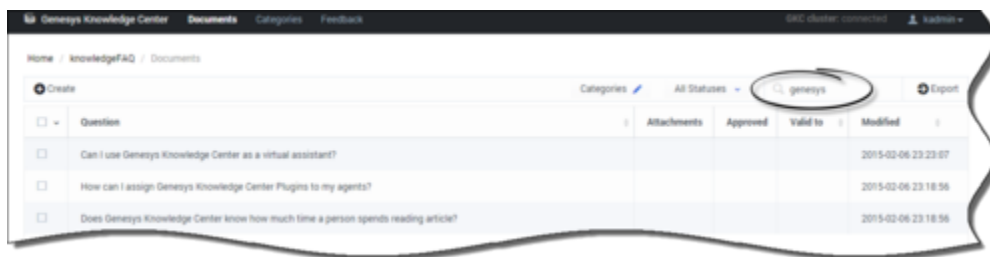 Genesys Knowledge Center Documents Categories Feedback GKC cluster: connected kadmin
Home / knowledgeFAQ / Documents
Create Categories All Statuses genesys Export
Question Attachments Approved Valid to Modified
Can I use Genesys Knowledge Center as a virtual assistant? 2015-02-06 23:23:07
How can I assign Genesys Knowledge Center Plugins to my agents? 2015-02-06 23:18:56
Does Genesys Knowledge Center know how much time a person spends reading article? 2015-02-06 23:18:56